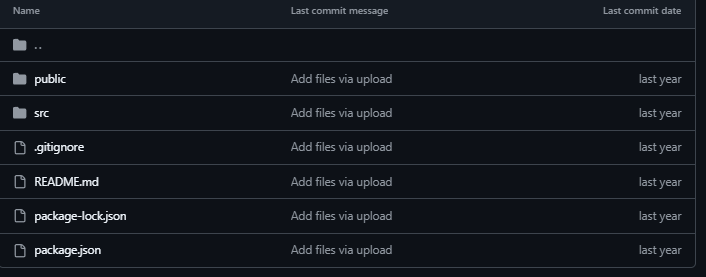 Name Last commit message Last commit date
..
public Add files via upload last year
src Add files via upload last year
.gitignore Add files via upload last year
README.md Add files via upload last year
package-lock.json Add files via upload last year
package.json Add files via upload last year